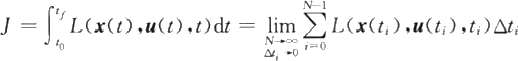 J = ∫_{t_0}^{t_f} L(x(t), u(t), t)dt = lim_{N→∞, Δt_i→0} ∑_{i=0}^{N-1} L(x(t_i), u(t_i), t_i)Δt_i